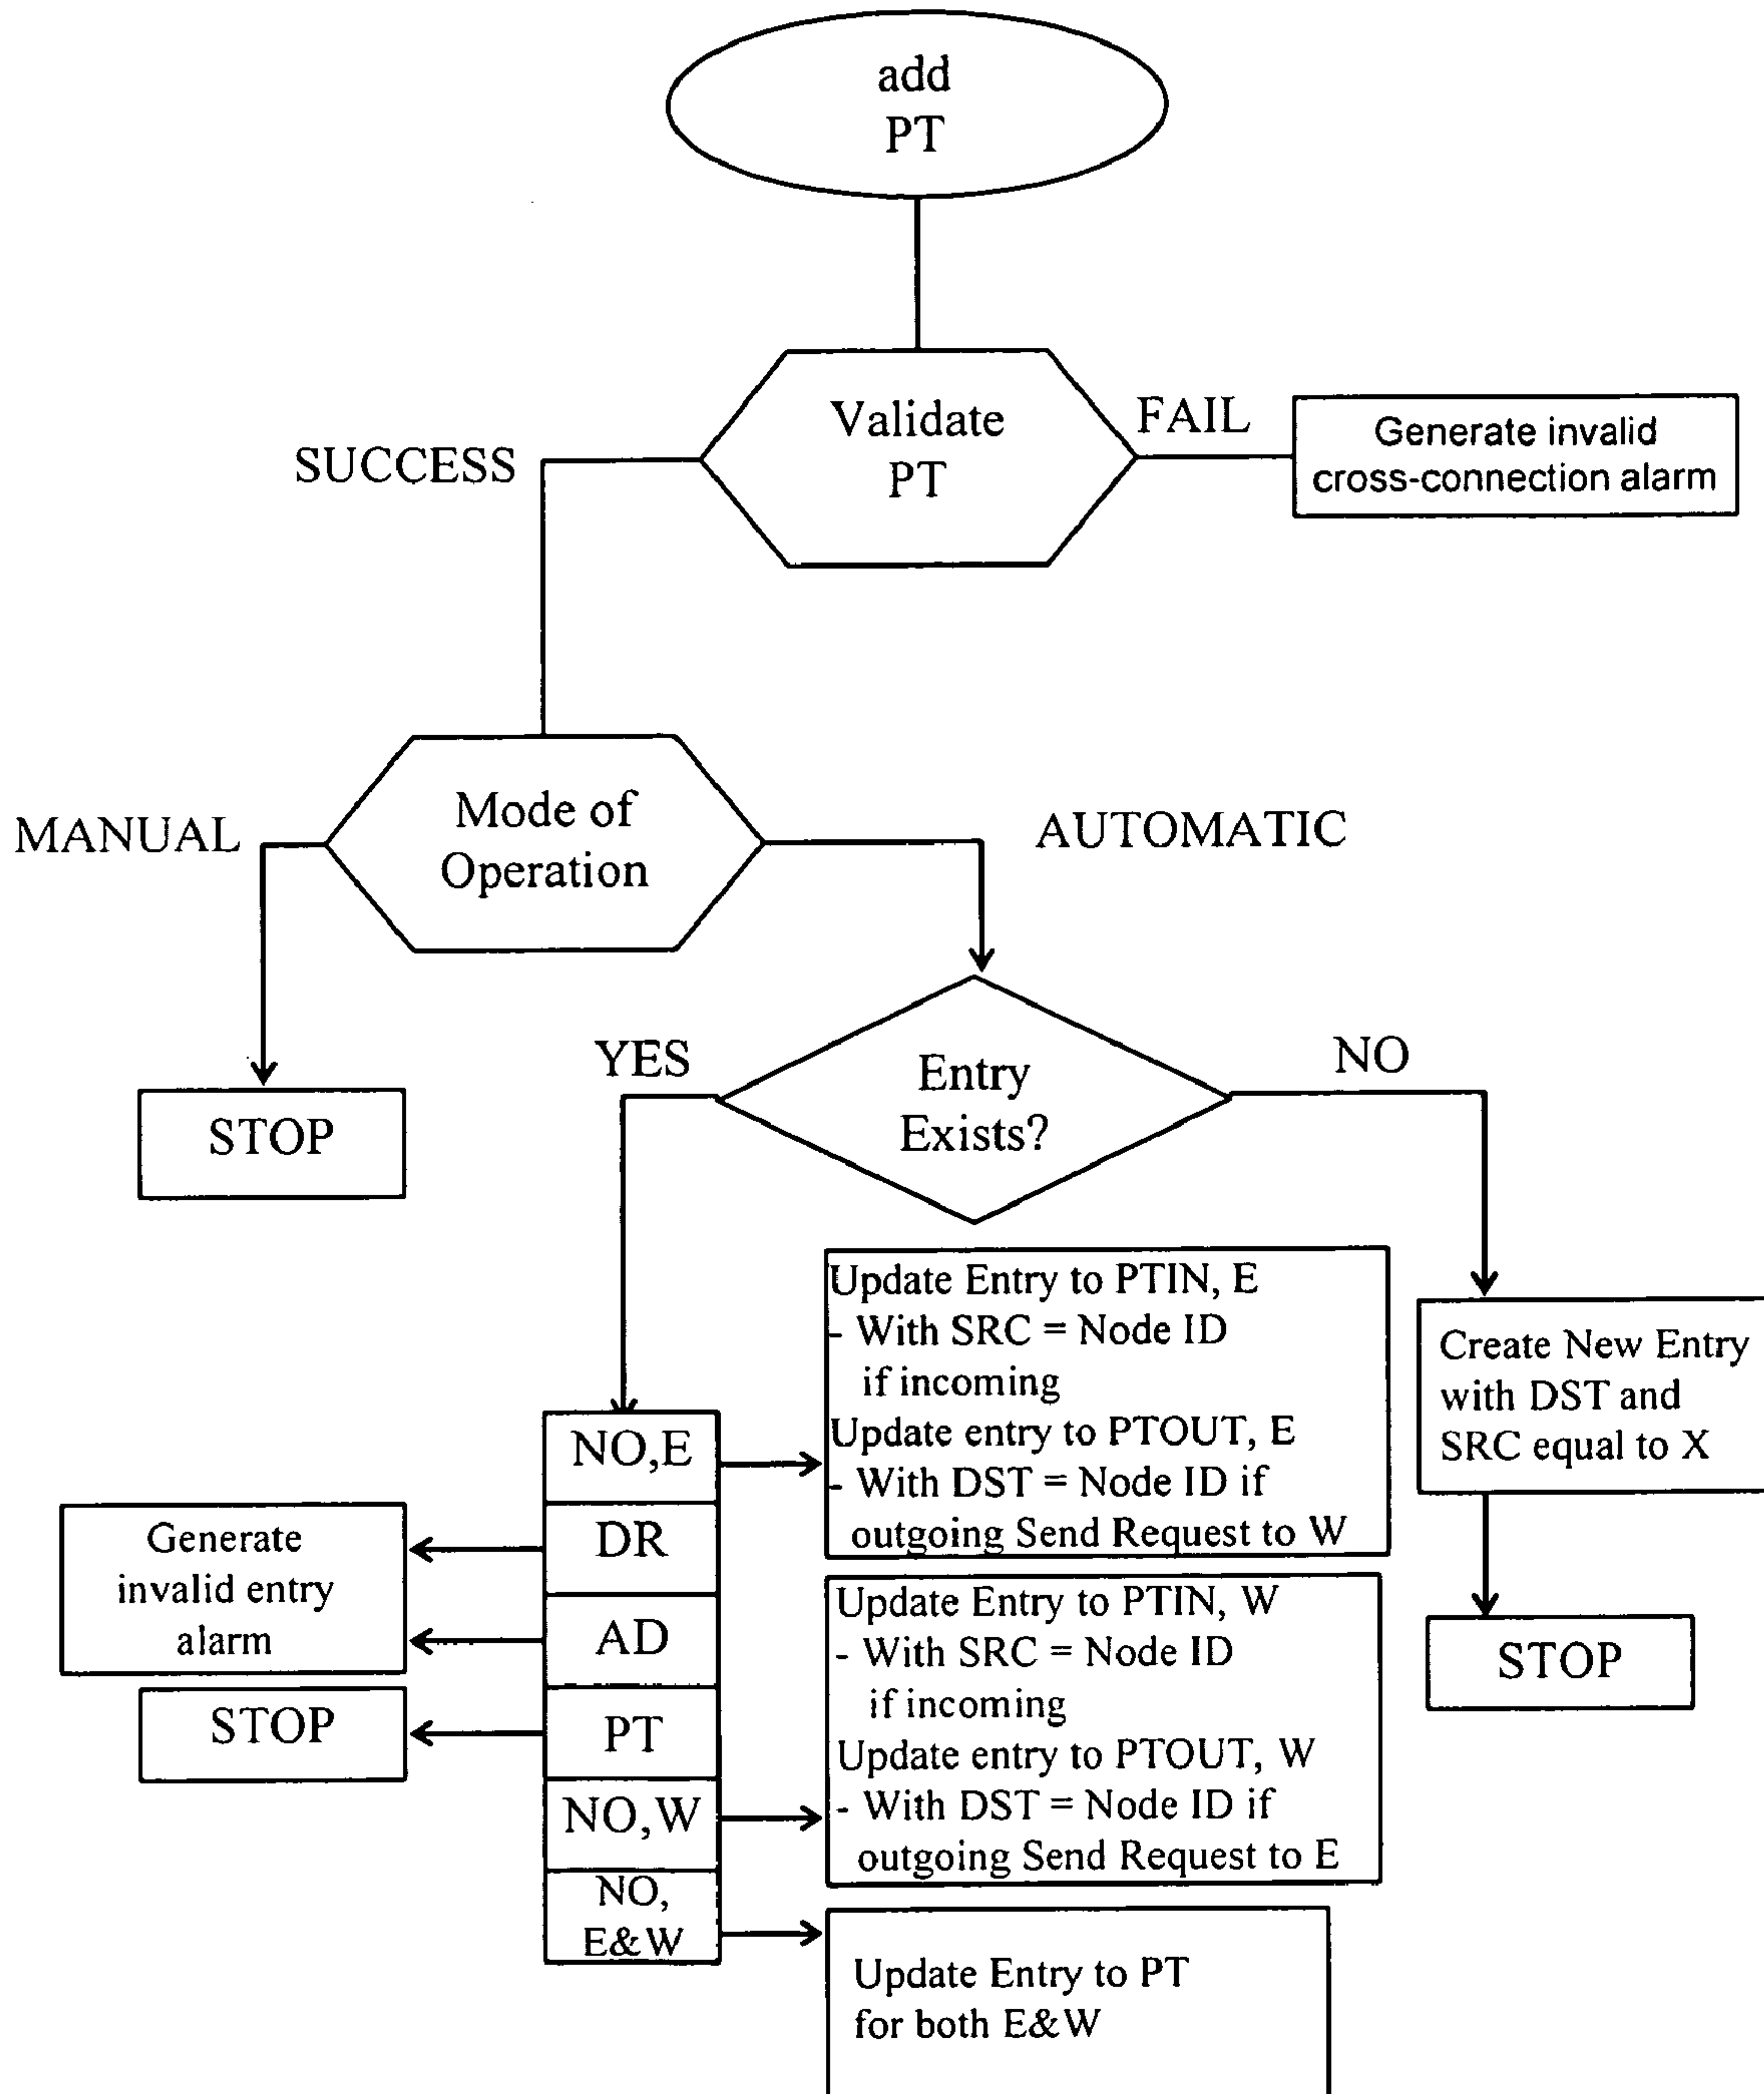 add
PT
Validate
PT
SUCCESS
FAIL
Generate invalid
cross-connection alarm
Mode of
Operation
MANUAL
AUTOMATIC
STOP
Entry
Exists?
YES
NO
Update Entry to PTIN, E
- With SRC = Node ID
if incoming
Update entry to PTOUT, E
- With DST = Node ID if
outgoing Send Request to W
Create New Entry
with DST and
SRC equal to X
STOP
NO,E
DR
AD
PT
NO,W
NO,
E&W
Generate
invalid entry
alarm
STOP
Update Entry to PTIN, W
- With SRC = Node ID
if incoming
Update entry to PTOUT, W
- With DST = Node ID if
outgoing Send Request to E
Update Entry to PT
for both E&W